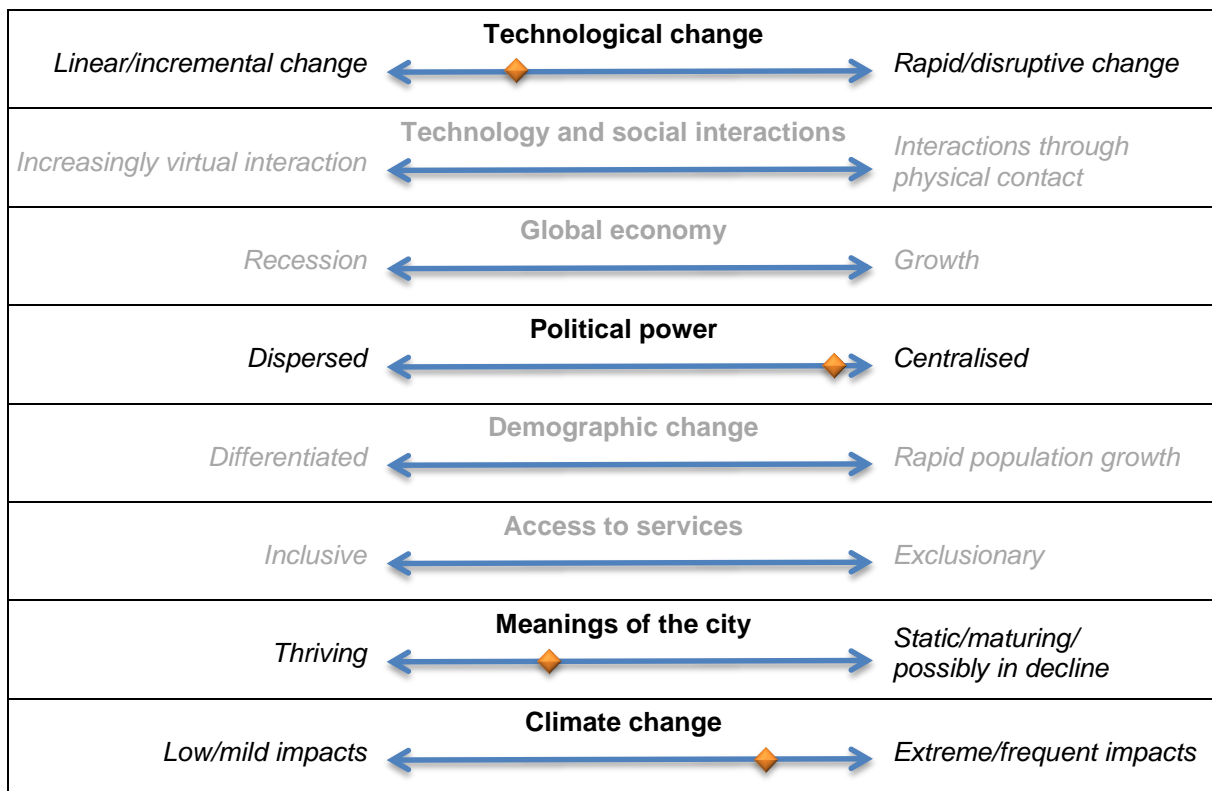 Technological change
Linear/incremental change
Rapid/disruptive change
Technology and social interactions
Increasingly virtual interaction
Interactions through
physical contact
Global economy
Recession
Growth
Political power
Dispersed
Centralised
Demographic change
Differentiated
Rapid population growth
Access to services
Inclusive
Exclusionary
Meanings of the city
Thriving
Static/maturing/
possibly in decline
Climate change
Low/mild impacts
Extreme/frequent impacts